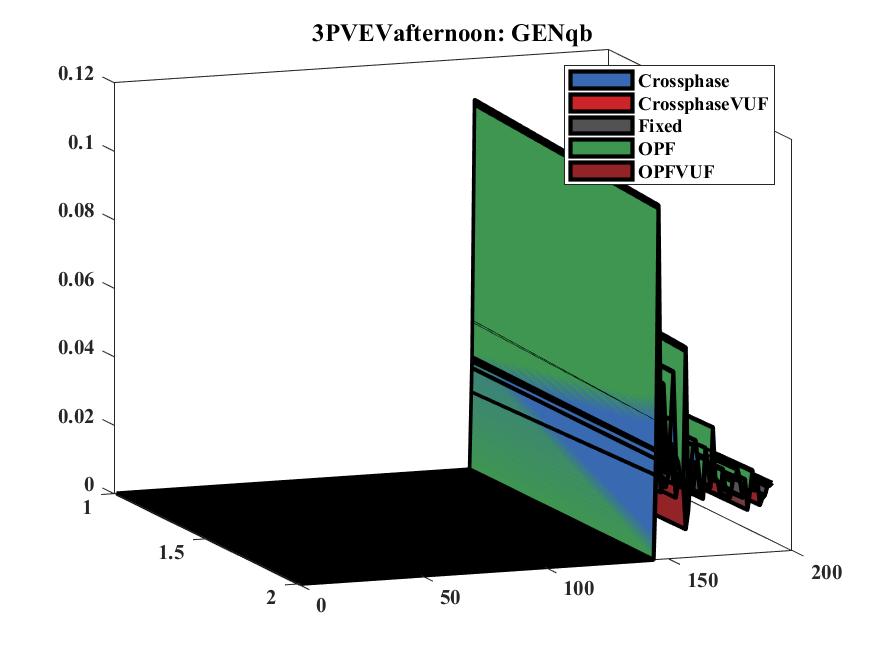 3PVEVafternoon: GENqb
Crossphase
CrossphaseVUF
Fixed
OPF
OPFVUF
0.12
0.1
0.08
0.06
0.04
0.02
0
1
1.5
2
0
50
100
150
200